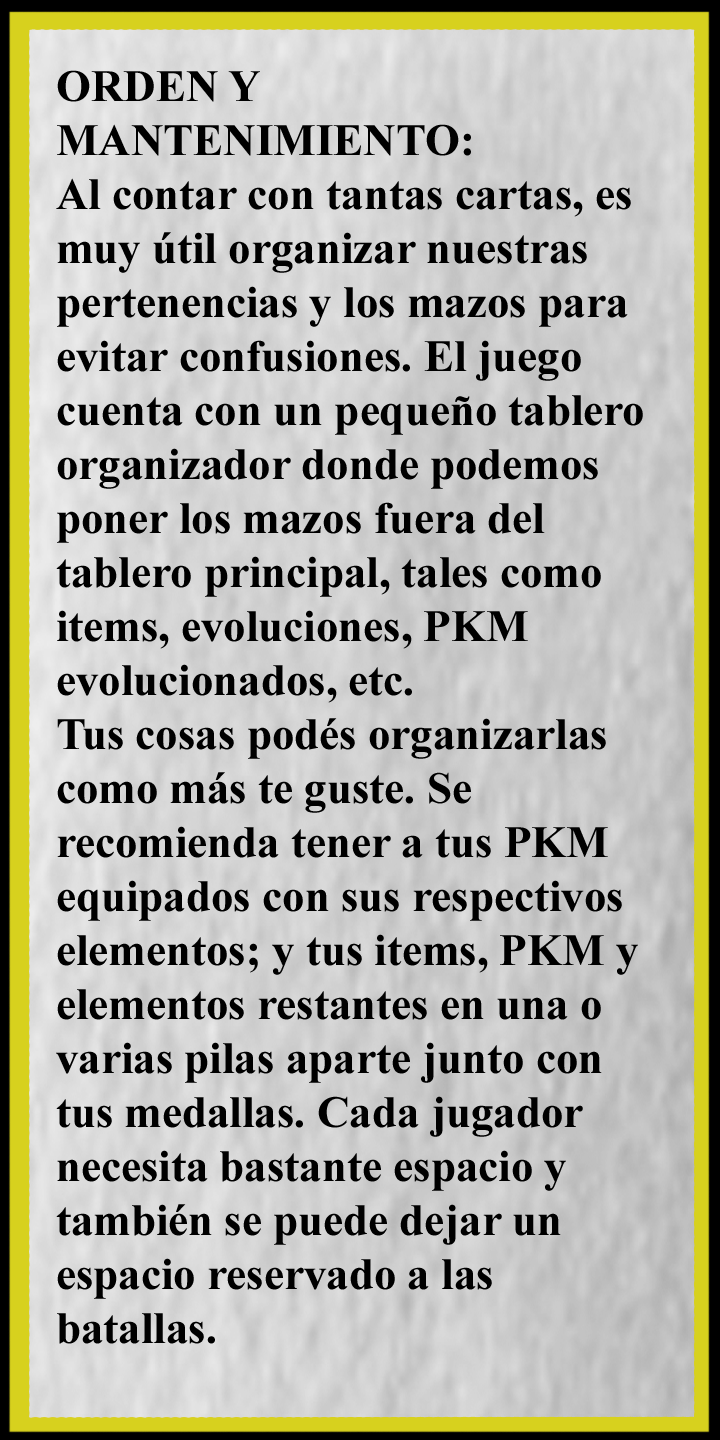 ORDEN Y
MANTENIMIENTO:
Al contar con tantas cartas, es
muy útil organizar nuestras
pertenencias y los mazos para
evitar confusiones. El juego
cuenta con un pequeño tablero
organizador donde podemos
poner los mazos fuera del
tablero principal, tales como
items, evoluciones, PKM
evolucionados, etc.
Tus cosas podés organizarlas
como más te guste. Se
recomienda tener a tus PKM
equipados con sus respectivos
elementos; y tus items, PKM y
elementos restantes en una o
varias pilas aparte junto con
tus medallas. Cada jugador
necesita bastante espacio y
también se puede dejar un
espacio reservado a las
batallas.